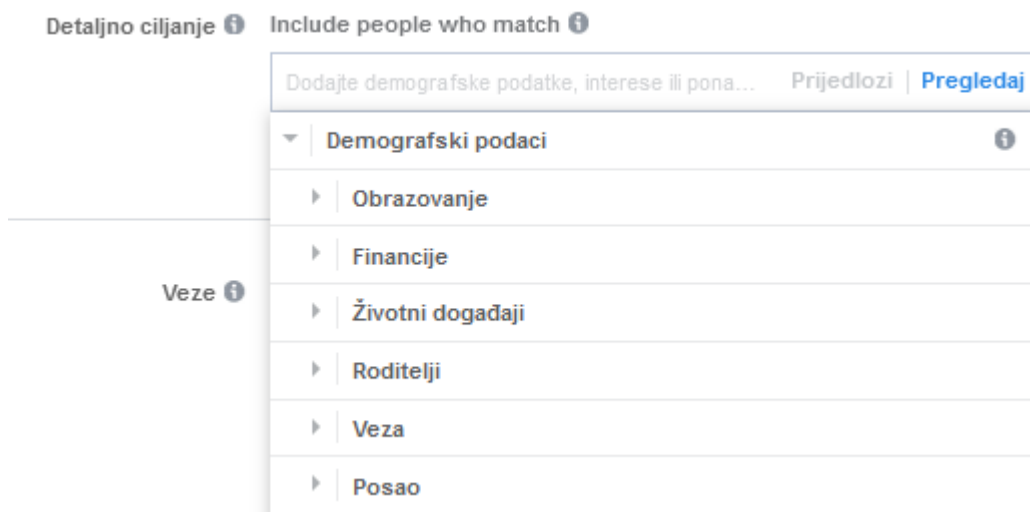 Detaljno ciljanje Include people who match
Dodajte demografske podatke, interese ili pona... Prijedlozi | Pregledaj
Demografski podaci
Obrazovanje
Financije
Veze
Životni događaji
Roditelji
Veza
Posao